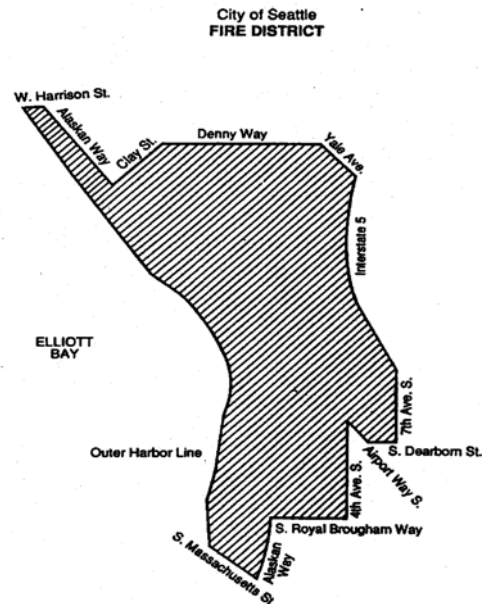 City of Seattle
FIRE DISTRICT
W. Harrison St.
Alaskan Way
Clay St.
Denny Way
Yale Ave.
Interstate 5
ELLIOTT
BAY
7th Ave. S.
Outer Harbor Line
S. Dearborn St.
Airport Way S.
4th Ave. S.
S. Royal Brougham Way
Alaskan
Way
S. Massachusetts St